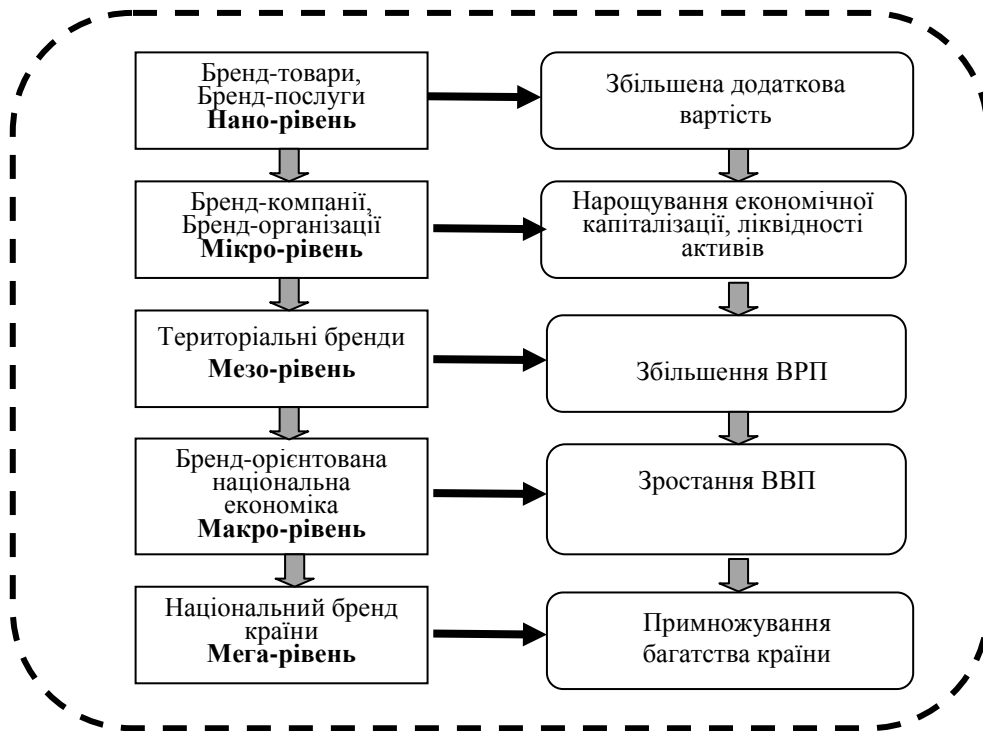 Бренд-товари,
Бренд-послуги
Нано-рівень
Збільшена додаткова
вартість
Бренд-компанії,
Бренд-організації
Мікро-рівень
Нарощування економічної
капіталізації, ліквідності
активів
Територіальні бренди
Мезо-рівень
Збільшення ВРП
Бренд-орієнтована
національна
економіка
Макро-рівень
Зростання ВВП
Національний бренд
країни
Мега-рівень
Примножування
багатства країни